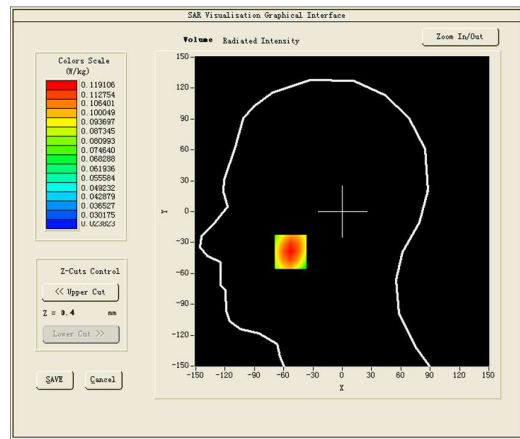 SAR Visualisation Graphical Interface
Volume Radiated Intensity
Zoom In/Out
Colors Scale
(W/kg)
0.119106
0.112754
0.106401
0.100049
0.093697
0.087345
0.080993
0.074640
0.068288
0.061936
0.055584
0.049232
0.042879
0.036527
0.030175
0.023823
Z-Cuts Control
<< Upper Cut
Z = 3.4 mm
Lower Cut >>
SAVE Cancel
150
120
90
60
30
0
-30
-60
-90
-120
-150
Y
-150 -120 -90 -60 -30 0 30 60 90 120 150
X